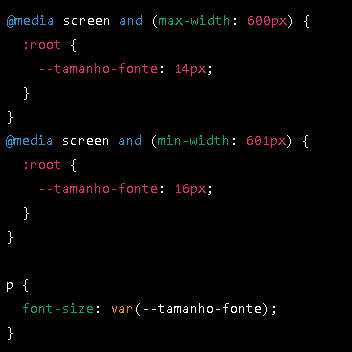 @media screen and (max-width: 600px) {
  :root {
    --tamanho-fonte: 14px;
  }
}
@media screen and (min-width: 601px) {
  :root {
    --tamanho-fonte: 16px;
  }
}

p {
  font-size: var(--tamanho-fonte);
}